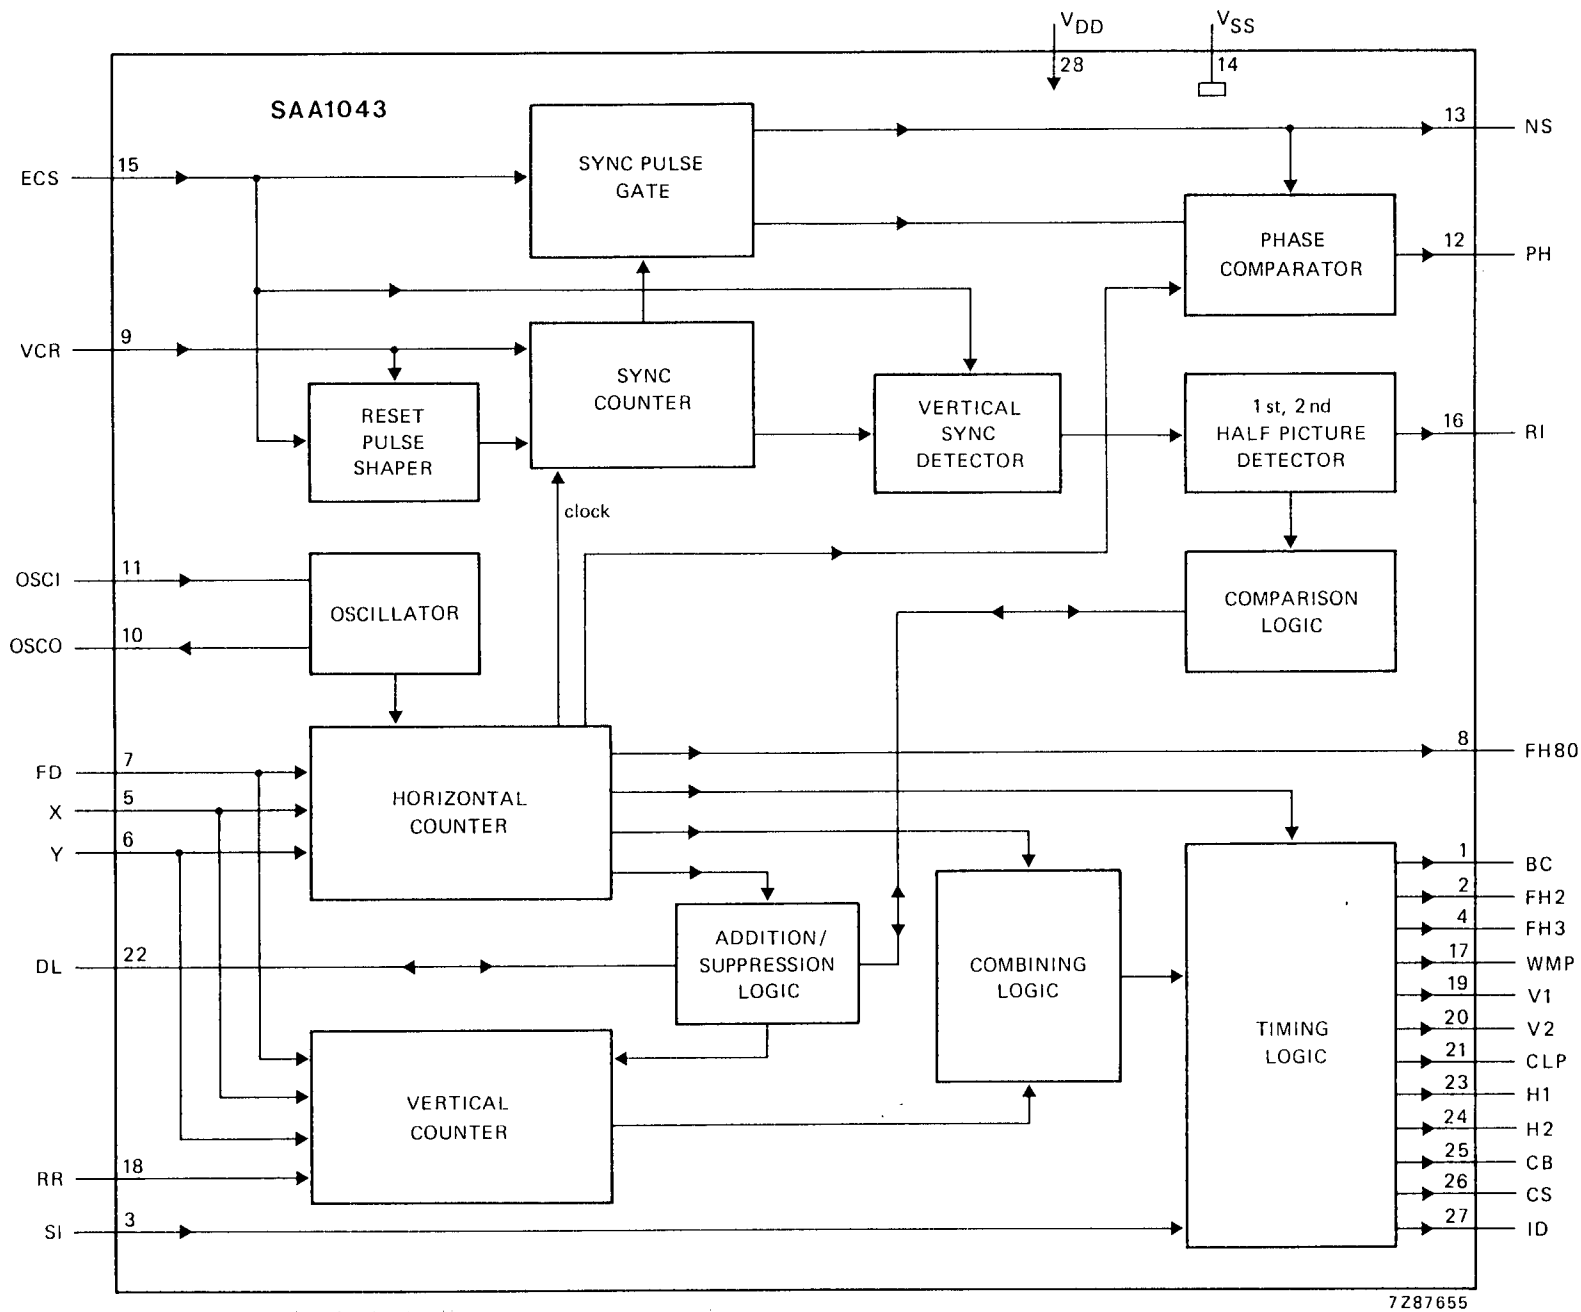 VDD
VSS
28
14
SAA1043
13
NS
SYNC PULSE
GATE
15
ECS
PHASE
COMPARATOR
12
PH
9
VCR
SYNC
COUNTER
RESET
PULSE
SHAPER
VERTICAL
SYNC
DETECTOR
1st, 2nd
HALF PICTURE
DETECTOR
16
RI
clock
11
OSCI
OSCILLATOR
10
OSCO
COMPARISON
LOGIC
8
FH80
7
FD
5
X
6
Y
HORIZONTAL
COUNTER
1
BC
2
FH2
4
FH3
17
WMP
19
V1
20
V2
21
CLP
23
H1
24
H2
25
CB
26
CS
27
ID
ADDITION/
SUPPRESSION
LOGIC
COMBINING
LOGIC
TIMING
LOGIC
22
DL
VERTICAL
COUNTER
18
RR
3
SI
7Z87655